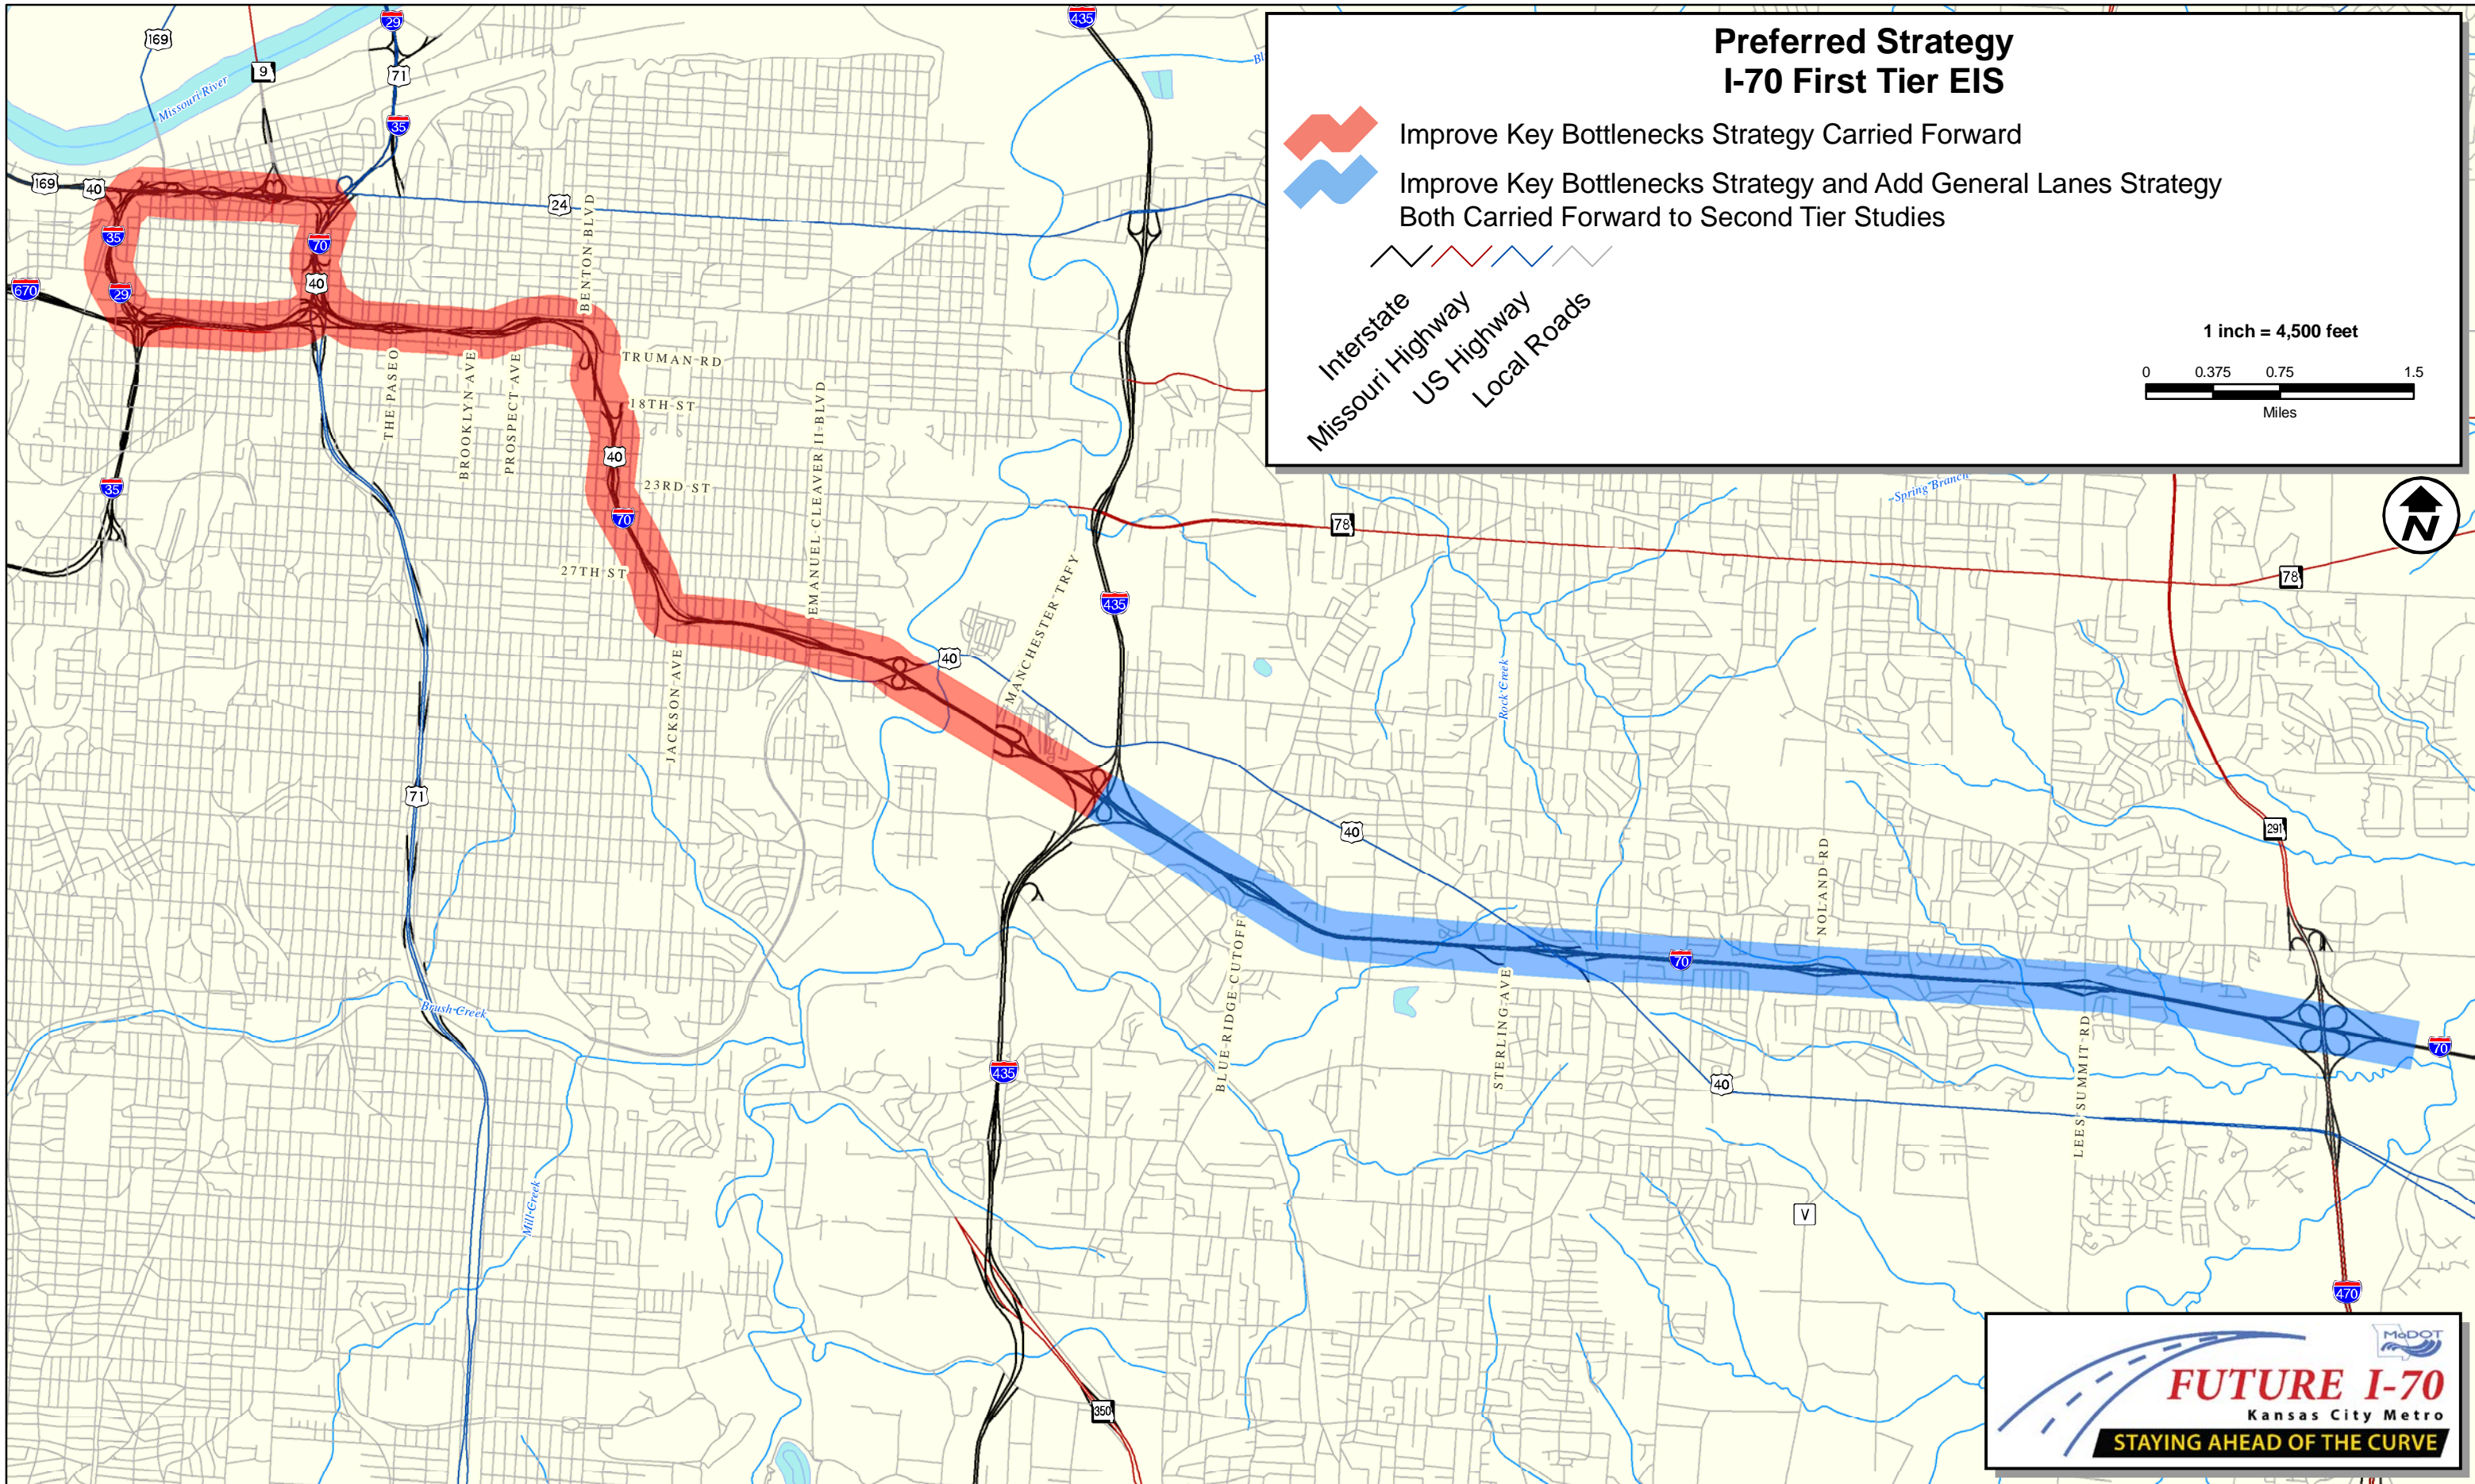 Preferred Strategy
I-70 First Tier EIS
Improve Key Bottlenecks Strategy Carried Forward
Improve Key Bottlenecks Strategy and Add General Lanes Strategy
Both Carried Forward to Second Tier Studies
Interstate
Missouri Highway
US Highway
Local Roads
1 inch = 4,500 feet
0 0.375 0.75 1.5
Miles
N
169
9
29
71
35
435
Missouri River
169
40
24
35
70
29
40
670
BENTON BLVD
TRUMAN RD
THE PASEO
BROOKLYN AVE
PROSPECT AVE
18TH ST
EMANUEL CLEAVER II BLVD
40
23RD ST
35
70
27TH ST
78
Spring Branch
78
435
MANCHESTER TRFY
40
JACKSON AVE
Rock Creek
71
40
291
NOLAND RD
BLUE RIDGE CUTOFF
STERLING AVE
70
70
Brush Creek
435
40
LEES SUMMIT RD
Mill Creek
V
470
350
MoDOT
FUTURE I-70
Kansas City Metro
STAYING AHEAD OF THE CURVE